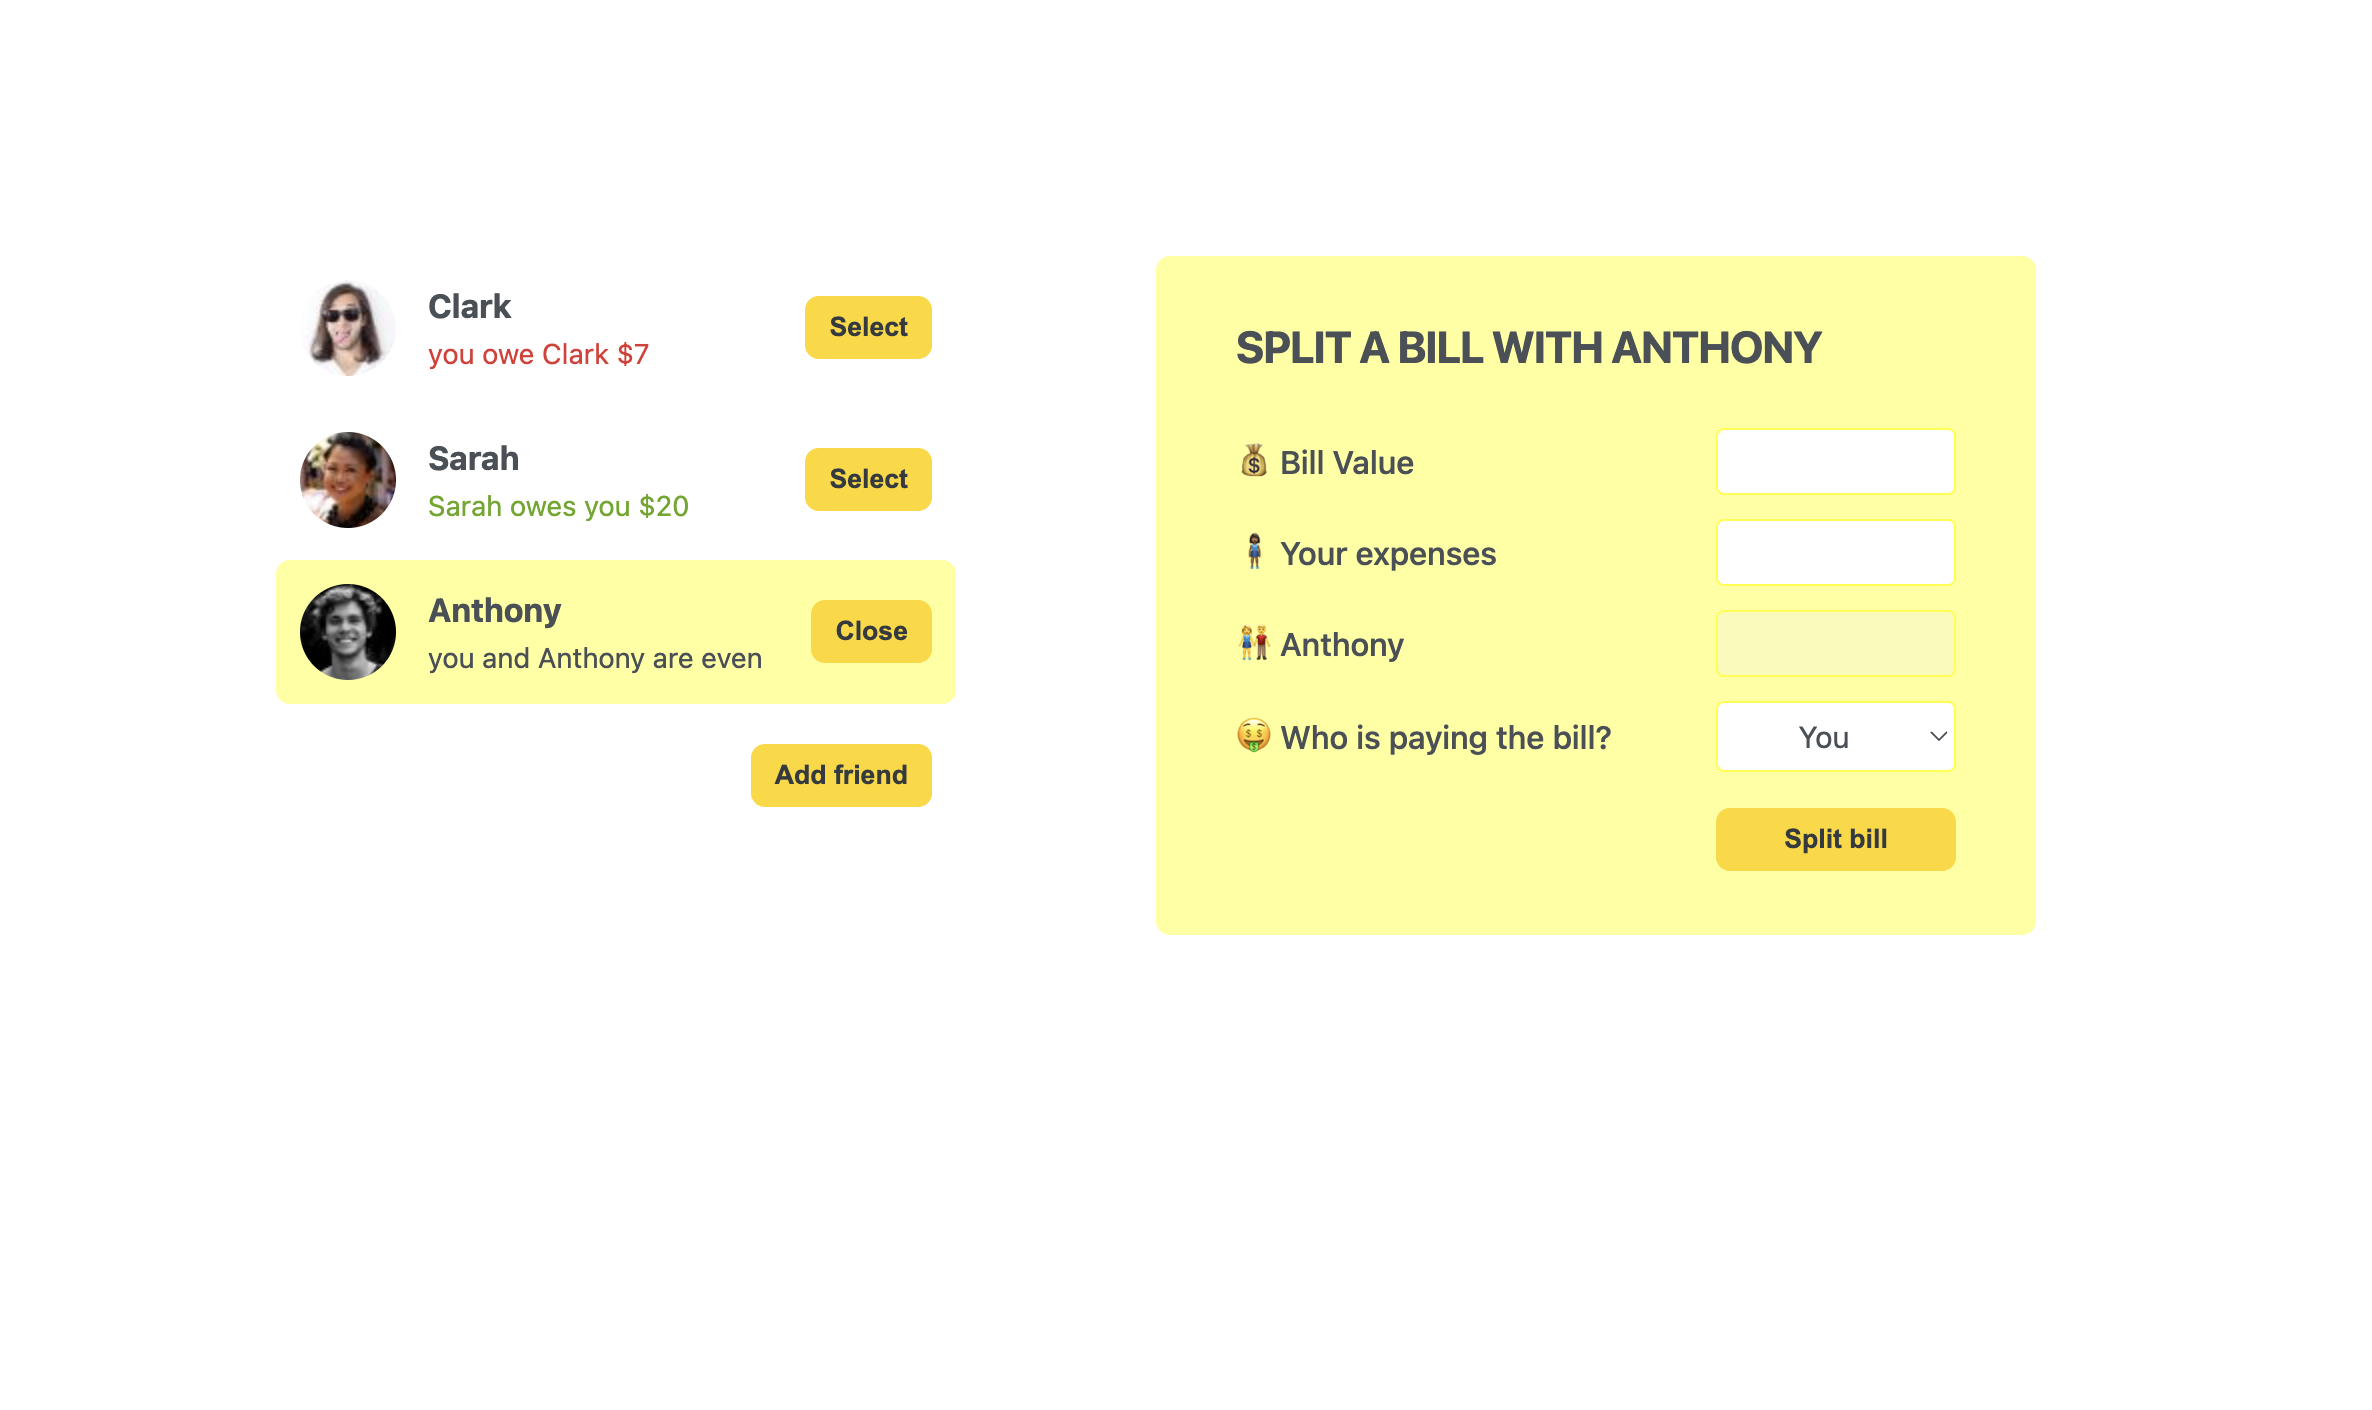 Clark
you owe Clark $7
Select
Sarah
Sarah owes you $20
Select
Anthony
you and Anthony are even
Close
Add friend
SPLIT A BILL WITH ANTHONY
💰 Bill Value
🧍🏿‍♀️ Your expenses
👫 Anthony
🤑 Who is paying the bill?
You
Split bill